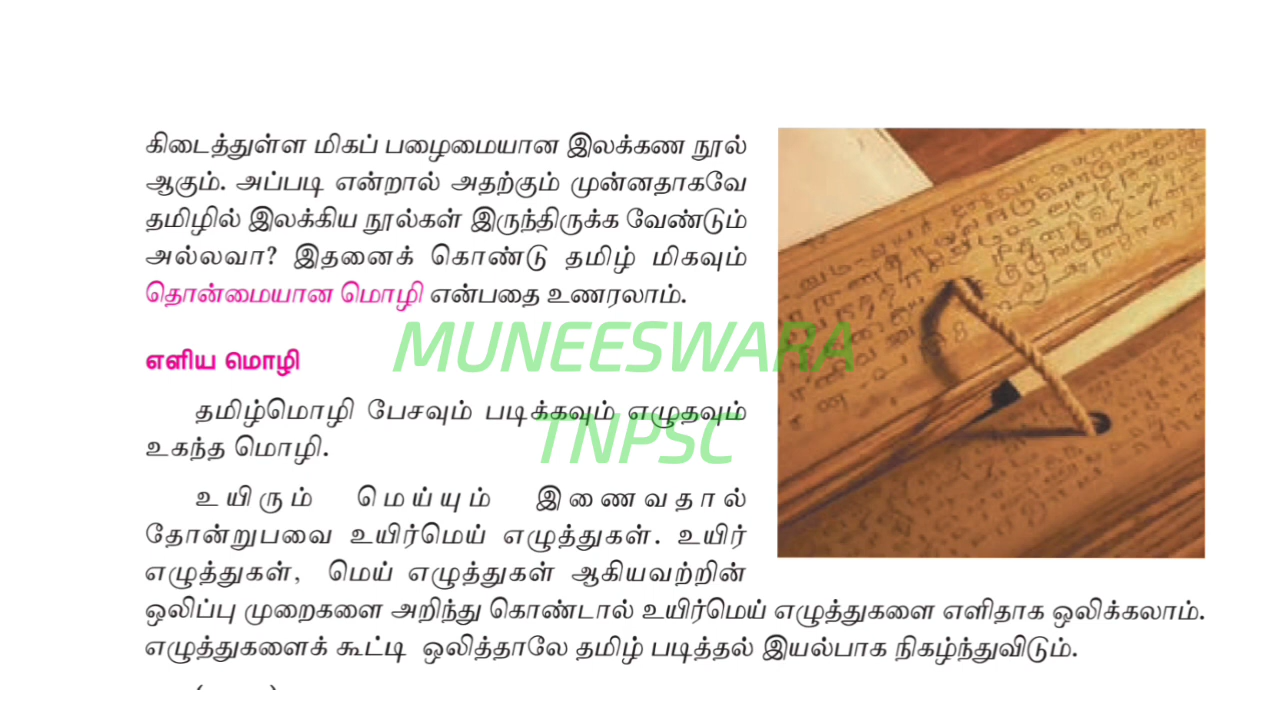 கிடைத்துள்ள மிகப் பழைமையான இலக்கண நூல்
ஆகும். அப்படி என்றால் அதற்கும் முன்னதாகவே
தமிழில் இலக்கிய நூல்கள் இருந்திருக்க வேண்டும்
அல்லவா? இதனைக் கொண்டு தமிழ் மிகவும்
தொன்மையான மொழி என்பதை உணரலாம்.
MUNEESWARA
எளிய மொழி
தமிழ்மொழி பேசவும் படிக்கவும் எழுதவும்
TNPSC
உகந்த மொழி.
உயிரும் மெய்யும் இணைவதால்
தோன்றுபவை உயிர்மெய் எழுத்துகள். உயிர்
எழுத்துகள், மெய் எழுத்துகள் ஆகியவற்றின்
ஒலிப்பு முறைகளை அறிந்து கொண்டால் உயிர்மெய் எழுத்துகளை எளிதாக ஒலிக்கலாம்.
எழுத்துகளைக் கூட்டி ஒலித்தாலே தமிழ் படித்தல் இயல்பாக நிகழ்ந்துவிடும்.